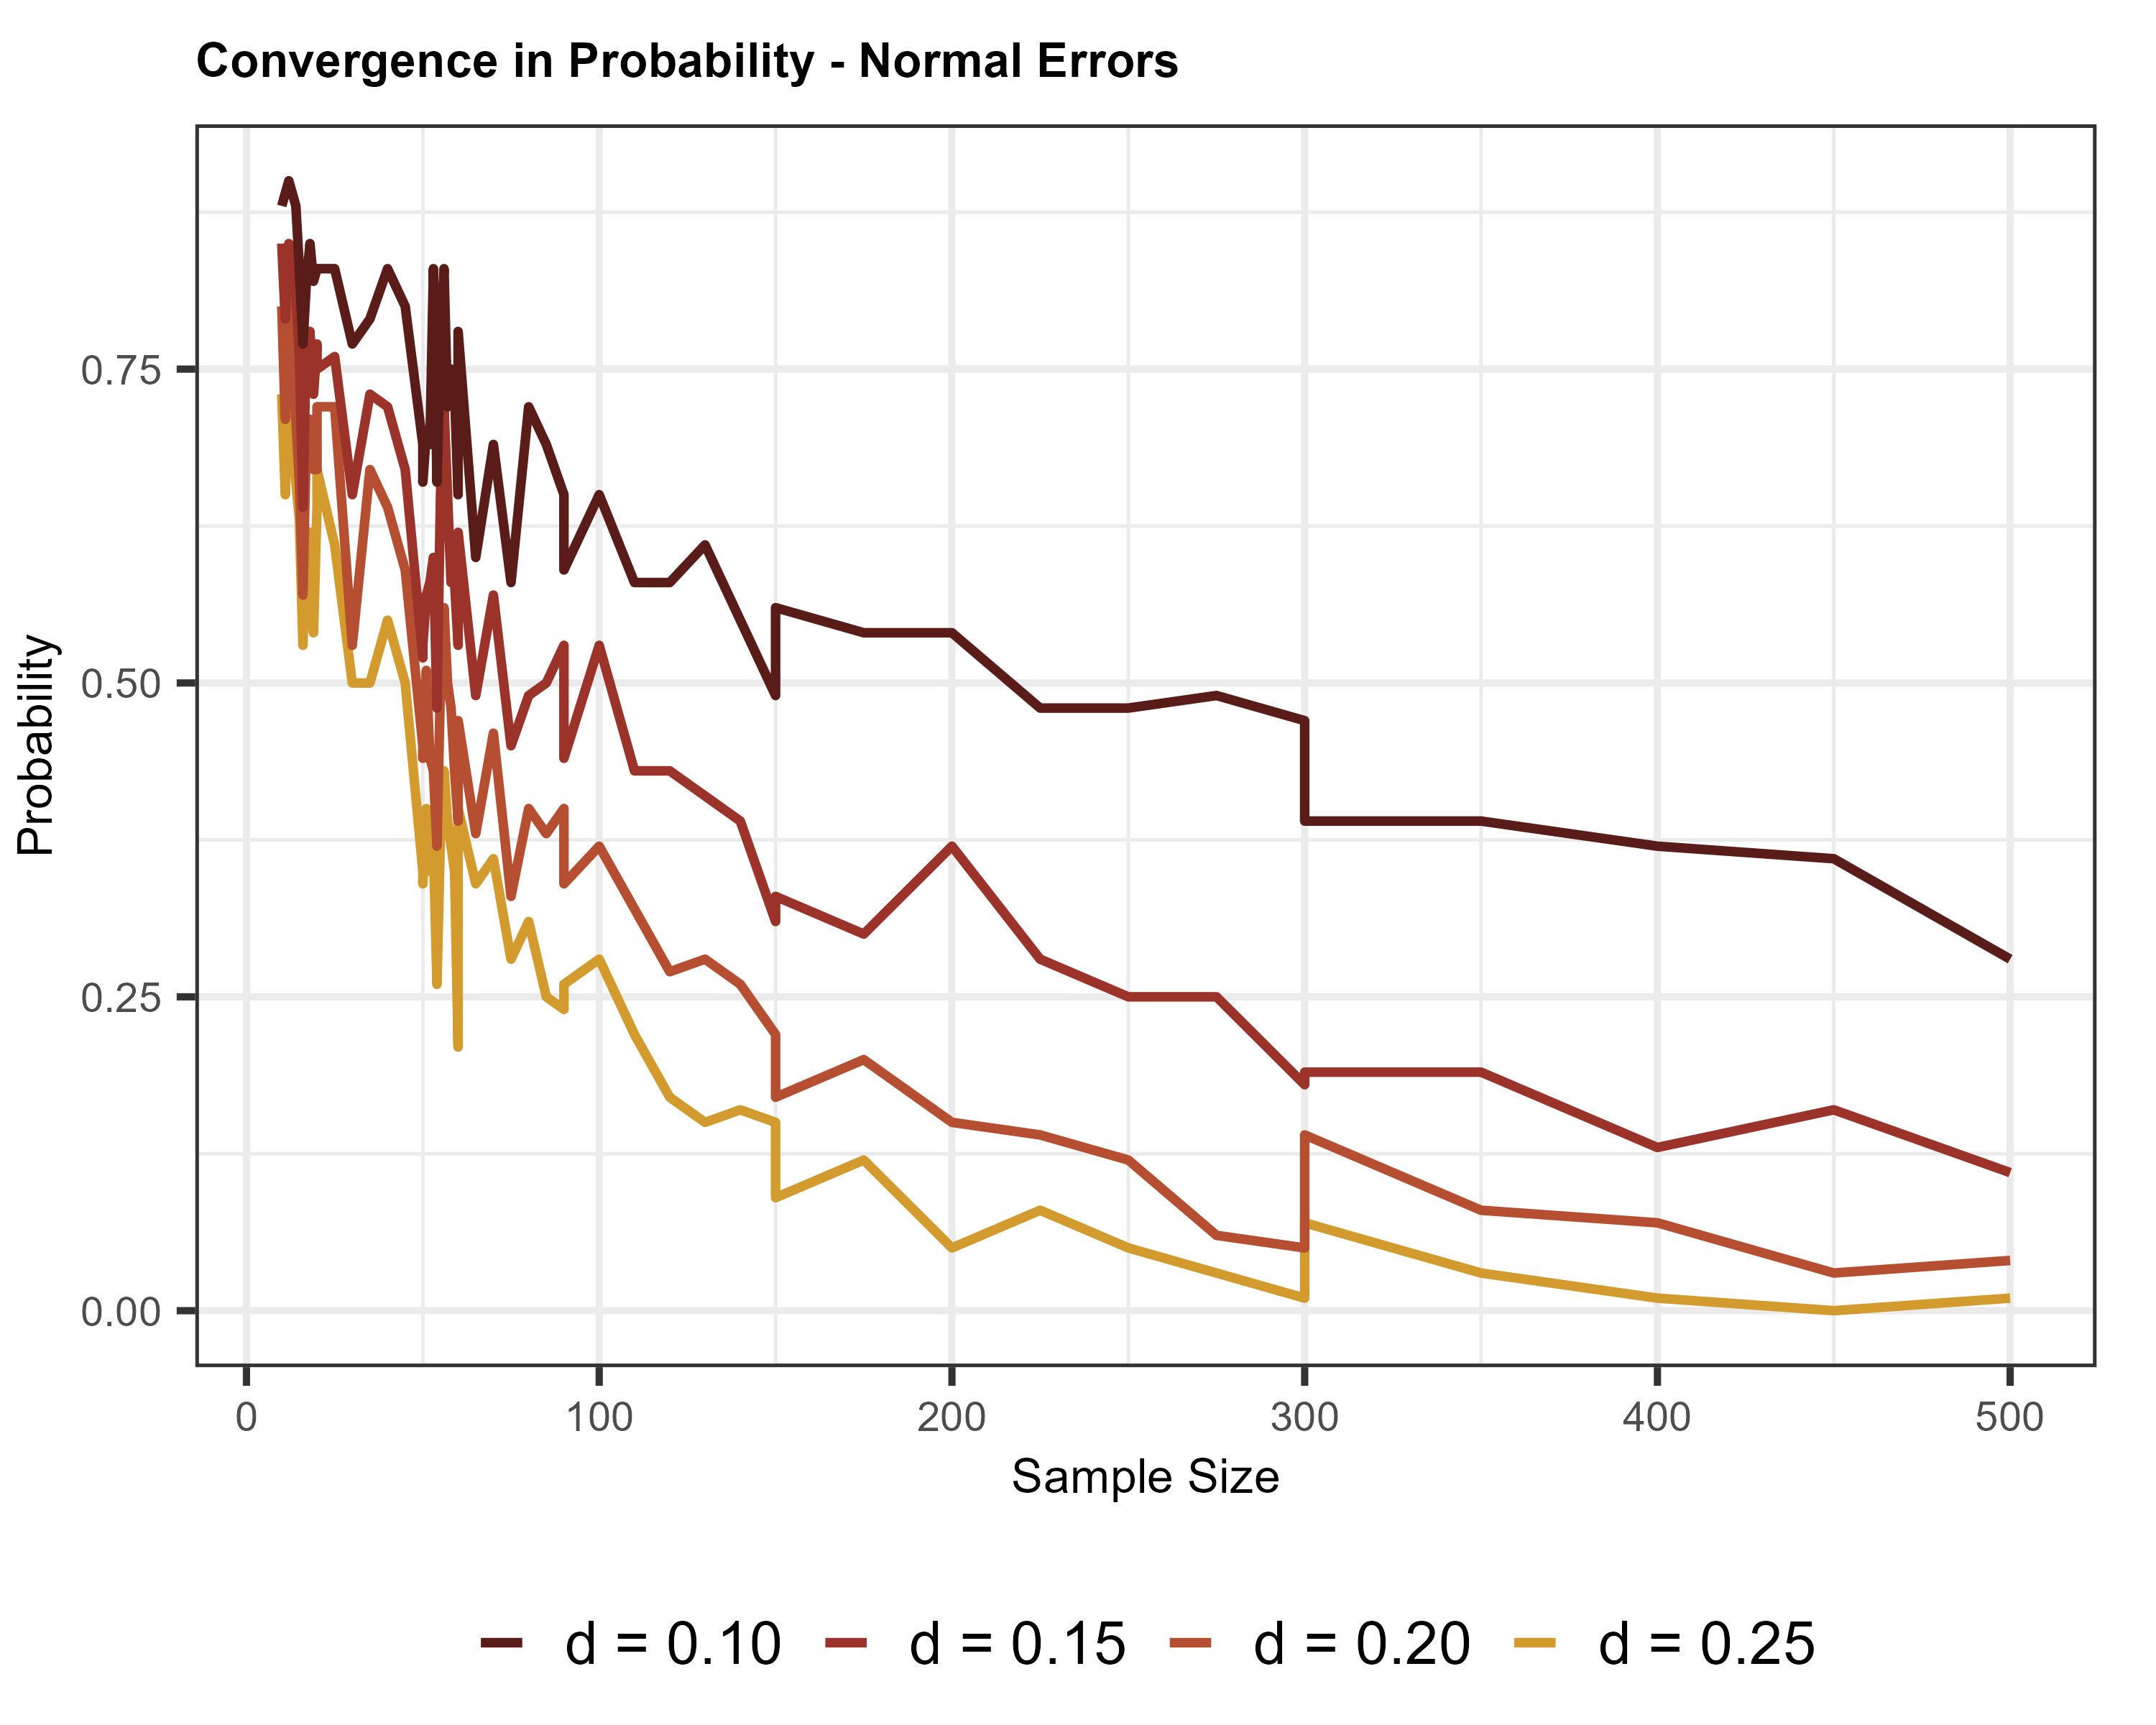 Convergence in Probability - Normal Errors
Probability
0.75
0.50
0.25
0.00
0 100 200 300 400 500
Sample Size
d = 0.10 d = 0.15 d = 0.20 d = 0.25